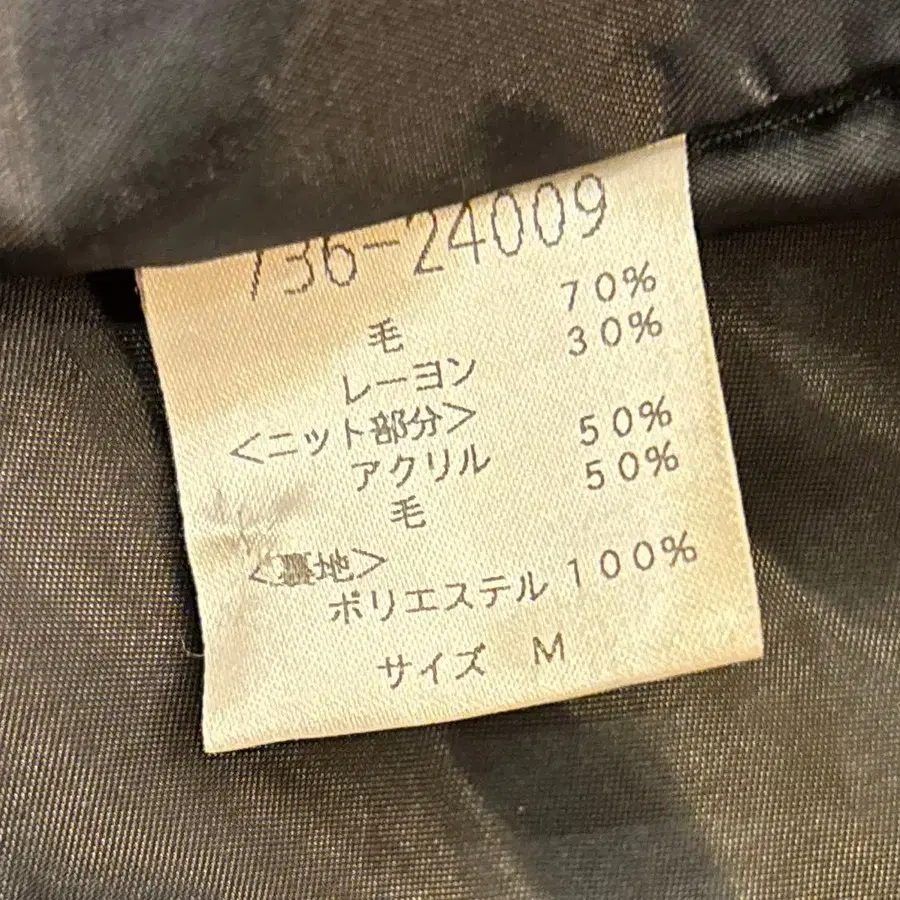 736-24009
毛 70%
レーヨン 30%
<ニット部分>
アクリル 50%
毛 50%
<裏地>
ポリエステル 100%
サイズ M